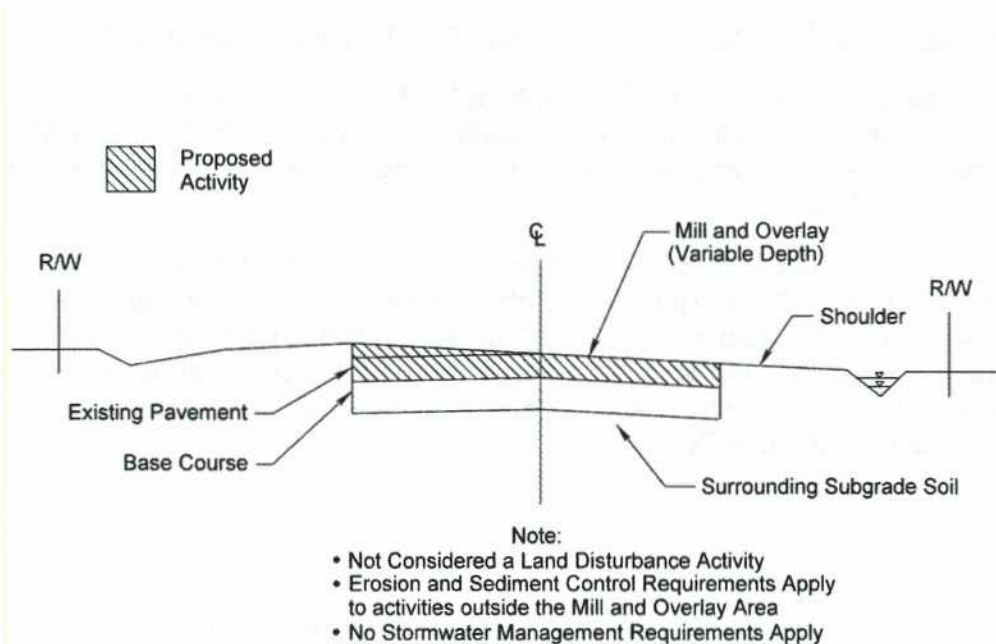 Proposed
Activity
℄
Mill and Overlay
(Variable Depth)
R/W
R/W
Shoulder
Existing Pavement
Base Course
Surrounding Subgrade Soil
Note:
• Not Considered a Land Disturbance Activity
• Erosion and Sediment Control Requirements Apply
to activities outside the Mill and Overlay Area
• No Stormwater Management Requirements Apply